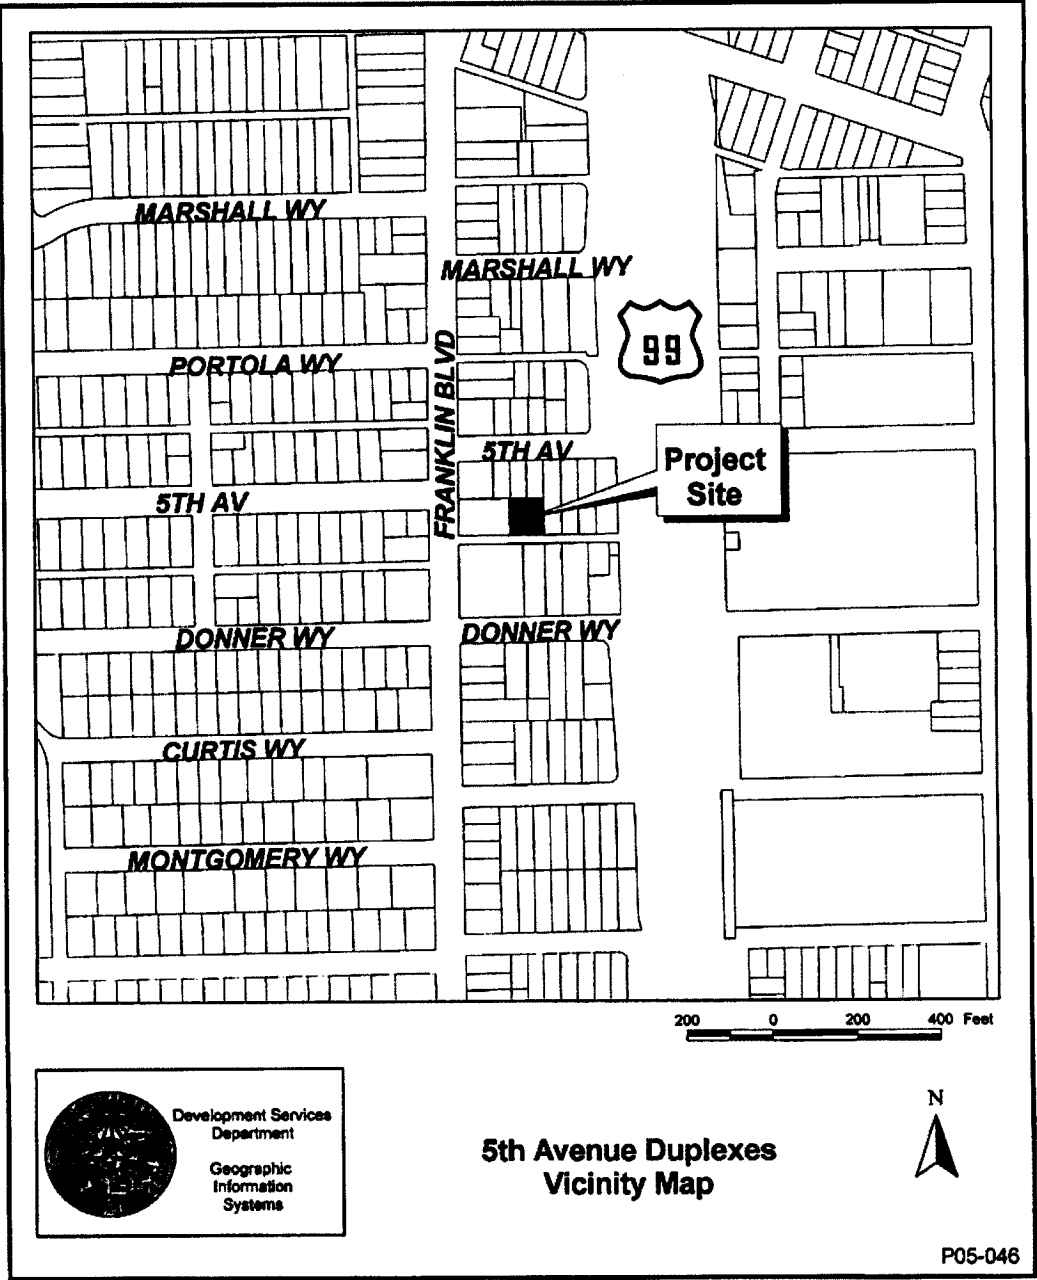 MARSHALL WY
MARSHALL WY
99
PORTOLA WY
FRANKLIN BLVD
5TH AV
Project
Site
5TH AV
DONNER WY
DONNER WY
CURTIS WY
MONTGOMERY WY
200 0 200 400 Feet
Development Services
Department
Geographic
Information
Systems
5th Avenue Duplexes
Vicinity Map
N
P05-046